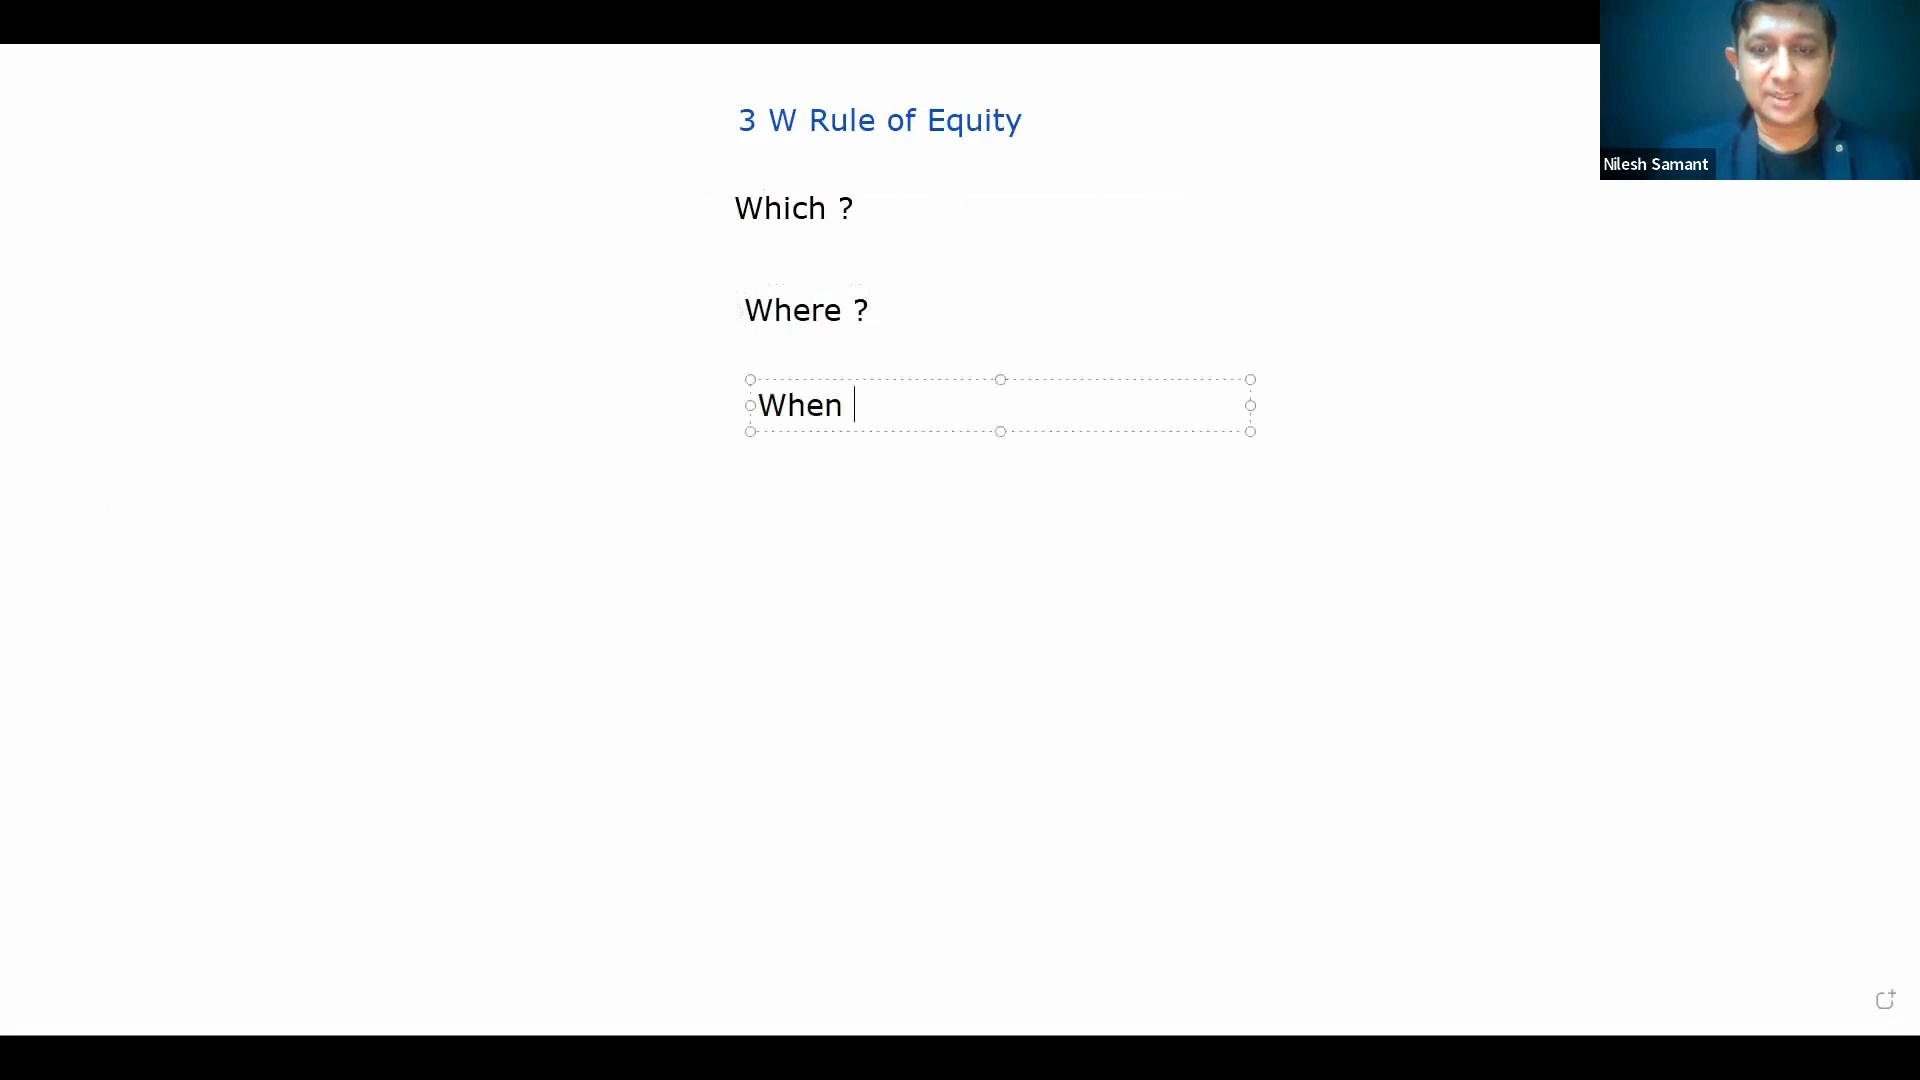 3 W Rule of Equity
Nilesh Samant
Which ?
Where ?
When